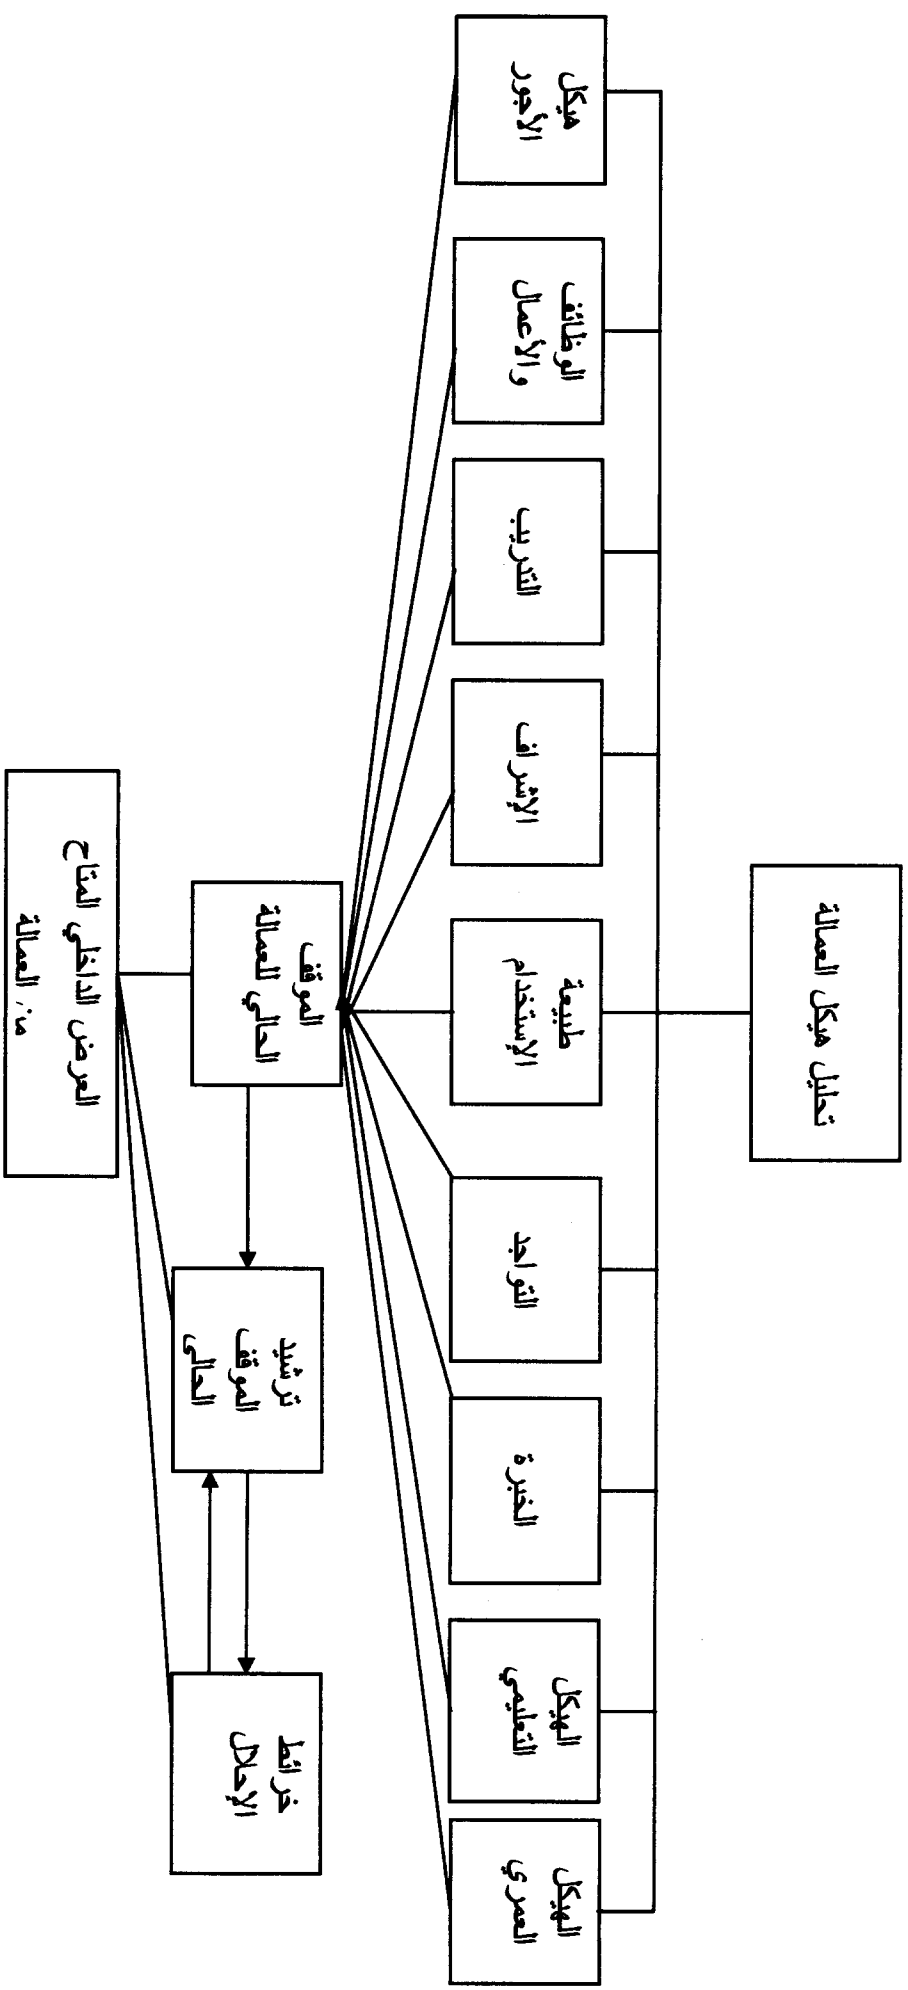 تحليل هيكل العمالة
الهيكل
العمري
الهيكل
التعليمي
الخبرة
التواجد
طبيعة
الإستخدام
الإشراف
التدريب
الوظائف
والأعمال
هيكل
الأجور
الموقف
الحالي للعمالة
ترشيد
الموقف
الحالى
خرائط
الإحلال
العرض الداخلي المتاح
من العمالة